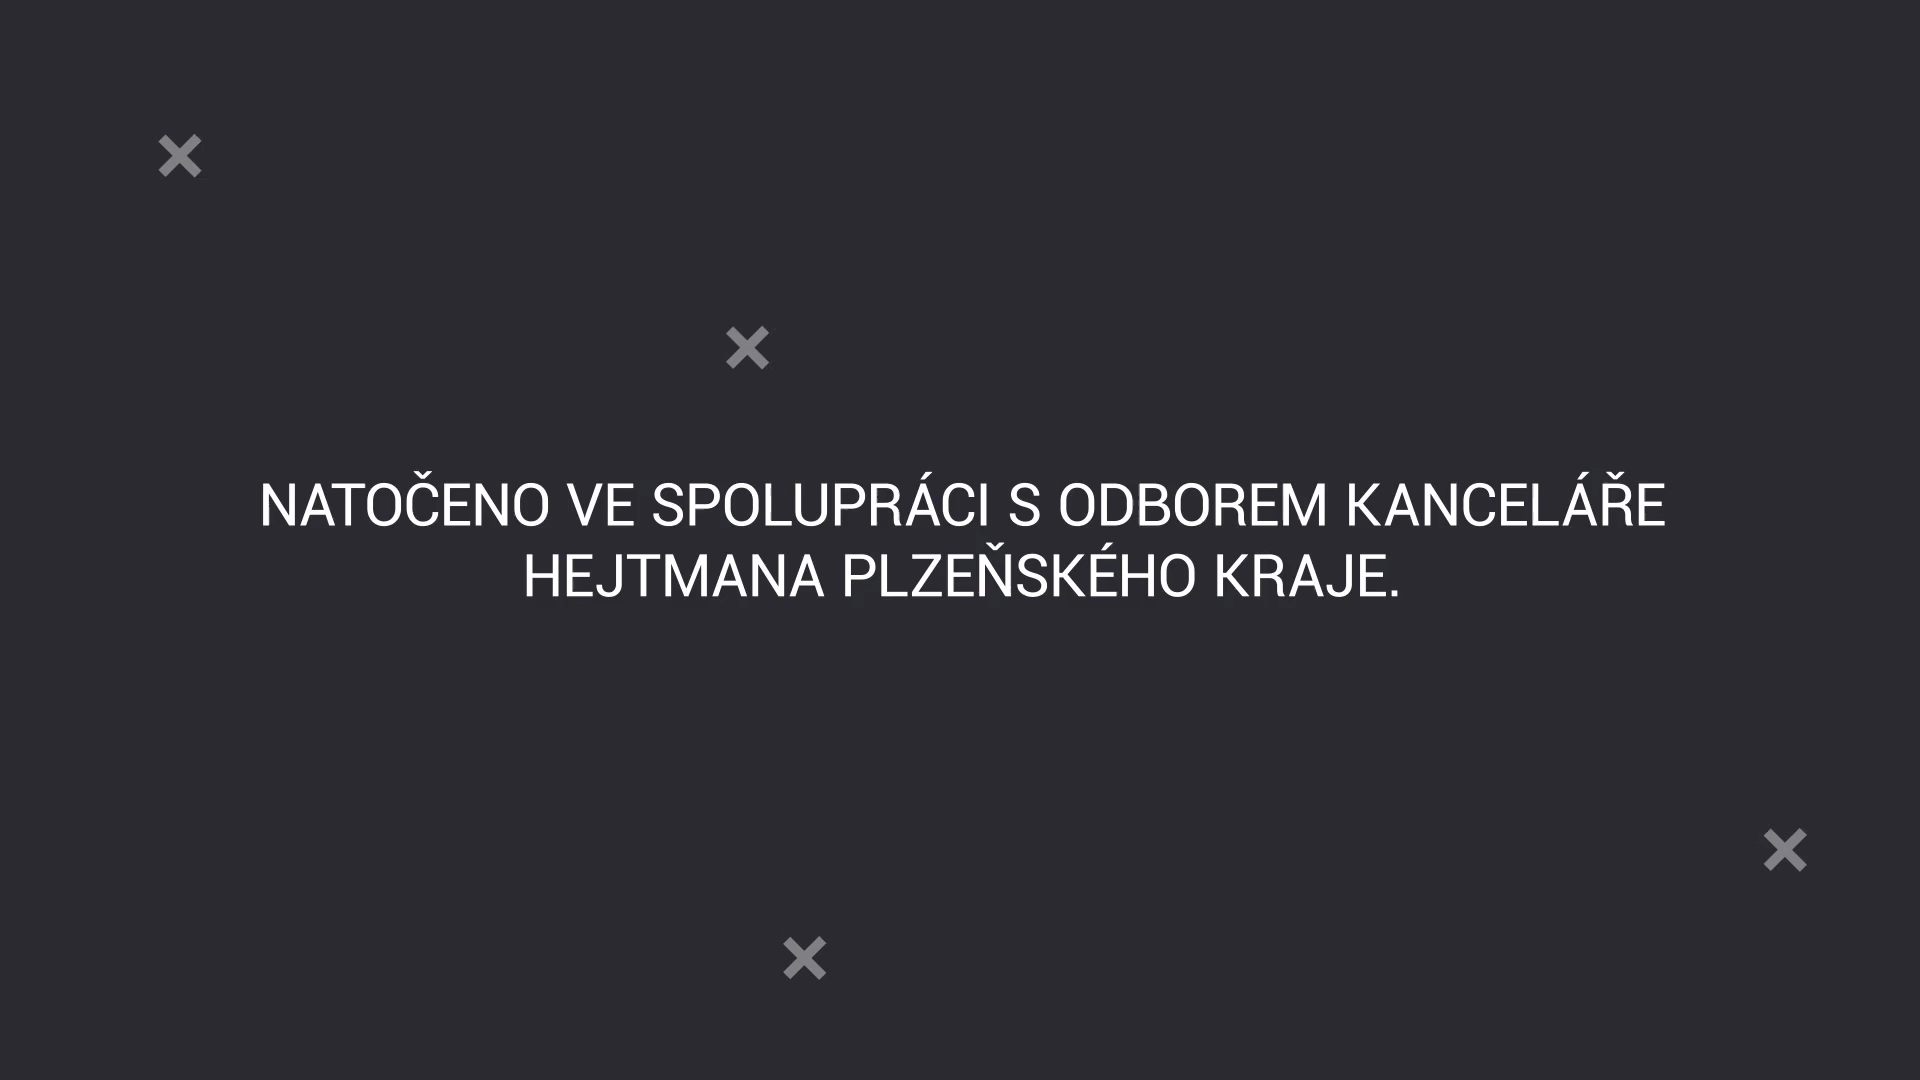 NATOČENO VE SPOLUPRÁCI S ODBOREM KANCELÁŘE
HEJTMANA PLZEŇSKÉHO KRAJE.